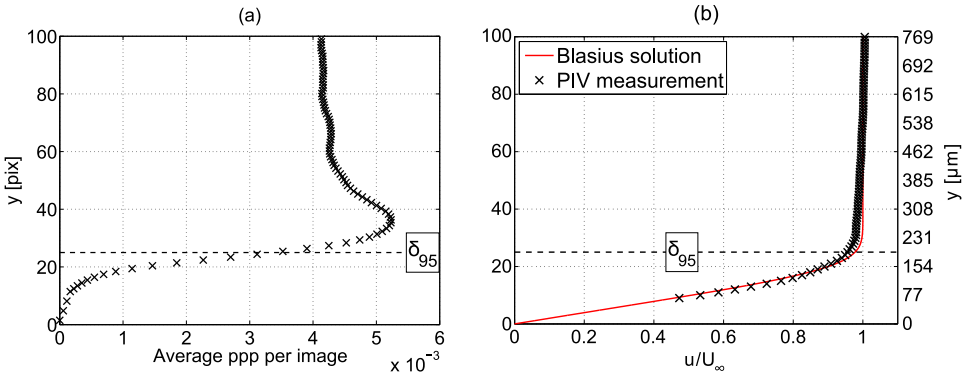 (a)
100
80
60
40
20
0
y [pix]
δ95
0 1 2 3 4 5 6
Average ppp per image
x 10⁻³
(b)
Blasius solution
PIV measurement
100
80
60
40
20
0
δ95
769
692
615
538
462
385
308
231
154
77
0
y [µm]
0 0.2 0.4 0.6 0.8 1
u/U∞